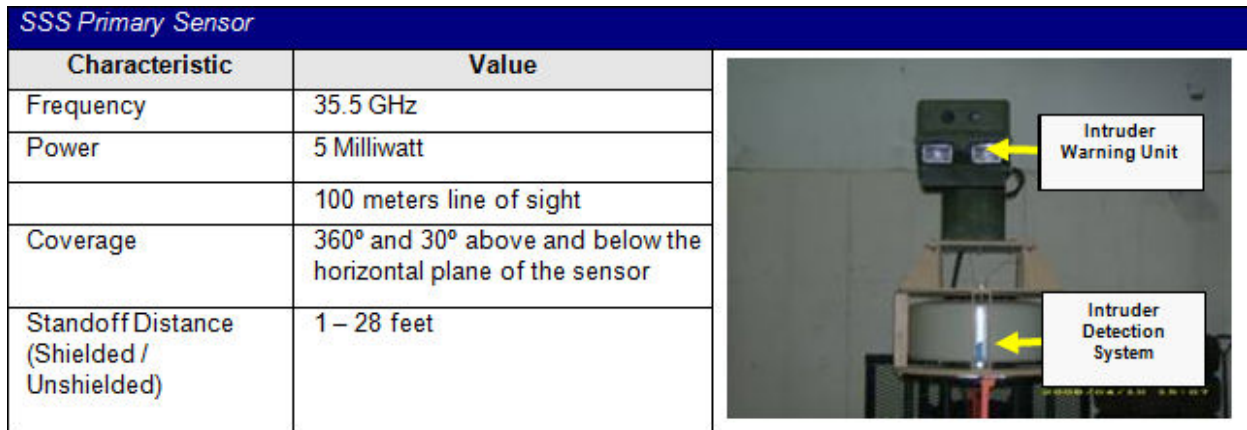 SSS Primary Sensor
Characteristic Value
Frequency 35.5 GHz
Power 5 Milliwatt
100 meters line of sight
Coverage 360º and 30º above and below the
horizontal plane of the sensor
Standoff Distance 1 – 28 feet
(Shielded /
Unshielded)
Intruder
Warning Unit
Intruder
Detection
System